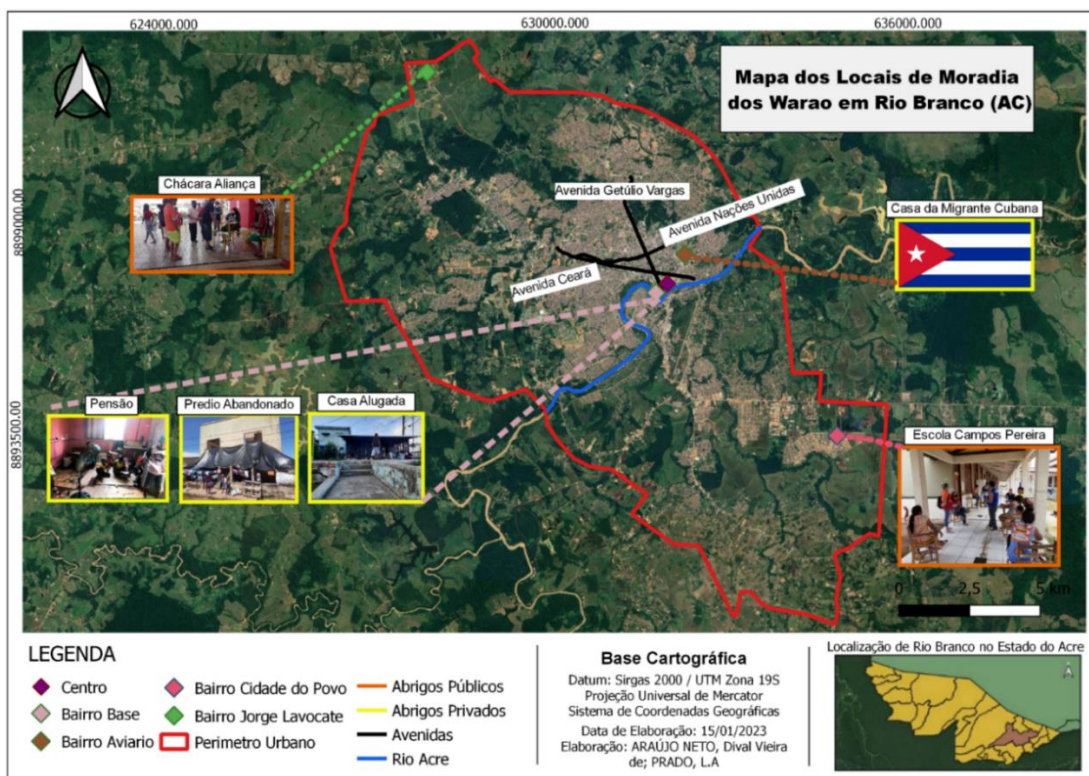 624000.000
630000.000
636000.000
8899000.00
8893500.00
Mapa dos Locais de Moradia
dos Warao em Rio Branco (AC)
Chácara Aliança
Avenida Getúlio Vargas
Avenida Nações Unidas
Avenida Ceará
Casa da Migrante Cubana
Pensão
Predio Abandonado
Casa Alugada
Escola Campos Pereira
0
2,5
5 km
LEGENDA
Centro
Bairro Base
Bairro Aviario
Bairro Cidade do Povo
Bairro Jorge Lavocate
Perimetro Urbano
Abrigos Públicos
Abrigos Privados
Avenidas
Rio Acre
Base Cartográfica
Datum: Sirgas 2000 / UTM Zona 19S
Projeção Universal de Mercator
Sistema de Coordenadas Geográficas
Data de Elaboração: 15/01/2023
Elaboração: ARAÚJO NETO, Dival Vieira
de; PRADO, L.A
Localização de Rio Branco no Estado do Acre